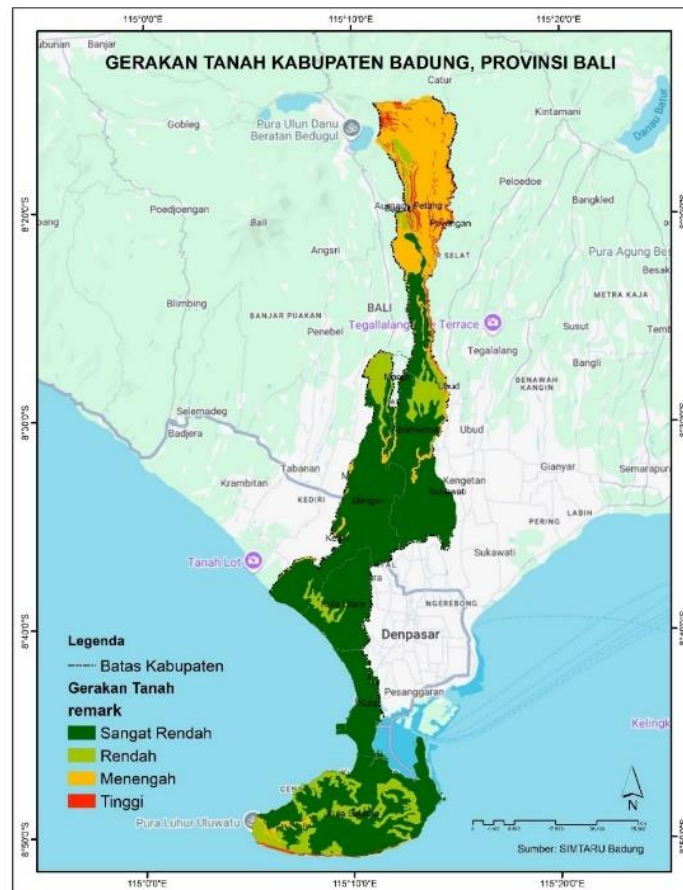 115°0'0"E
115°10'0"E
115°20'0"E
GERAKAN TANAH KABUPATEN BADUNG, PROVINSI BALI
Banjar
Catur
Gobleg
Pura Ulun Danu
Beratan Bedugul
Kintamani
Danau Batur
Peloedoe
Poedjoengan
Bali
Petang
Payangan
Bangkled
8°20'0"S
Angsri
SELAT
Pura Agung Be
Besak
METRA KAJA
BALI
BANJAR PUAKAN
Blimbing
Penebel
Tegallalang
Terrace
Susut
Temb
Tegalalang
Bangli
BENAWAH
KANGIN
Ubud
Selemadeg
Badjera
8°30'0"S
Ubud
Tabanan
Gianyar
Semarapura
Krambitan
KEDIRI
Kengetan
Mengwi
Sukawati
LABIH
PERING
Tanah Lot
Sukawati
NGEREBONG
Denpasar
8°40'0"S
Legenda
Batas Kabupaten
Gerakan Tanah
remark
Sangat Rendah
Rendah
Menengah
Tinggi
Pesanggaran
Kuta
Kelingk
Pura Luhur Uluwatu
N
Sumber: SIMTARU Badung
8°50'0"S
115°0'0"E
115°10'0"E
115°20'0"E